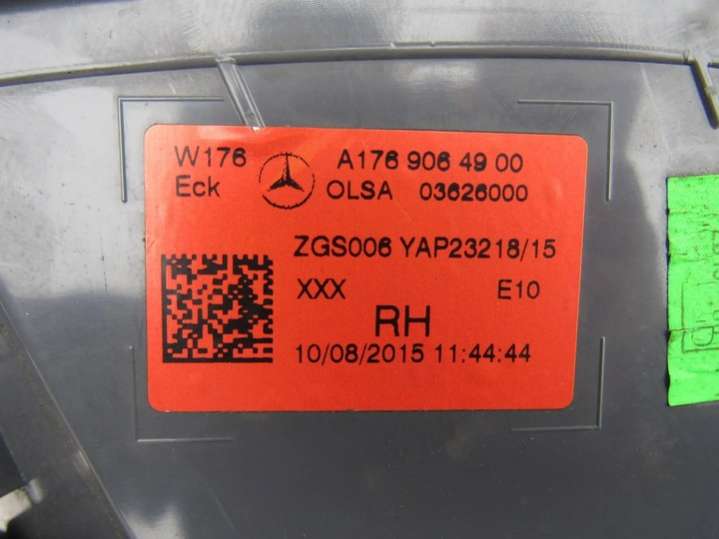 W176 A176 906 49 00
Eck OLSA 03626000
ZGS006 YAP23218/15
XXX E10
RH
10/08/2015 11:44:44